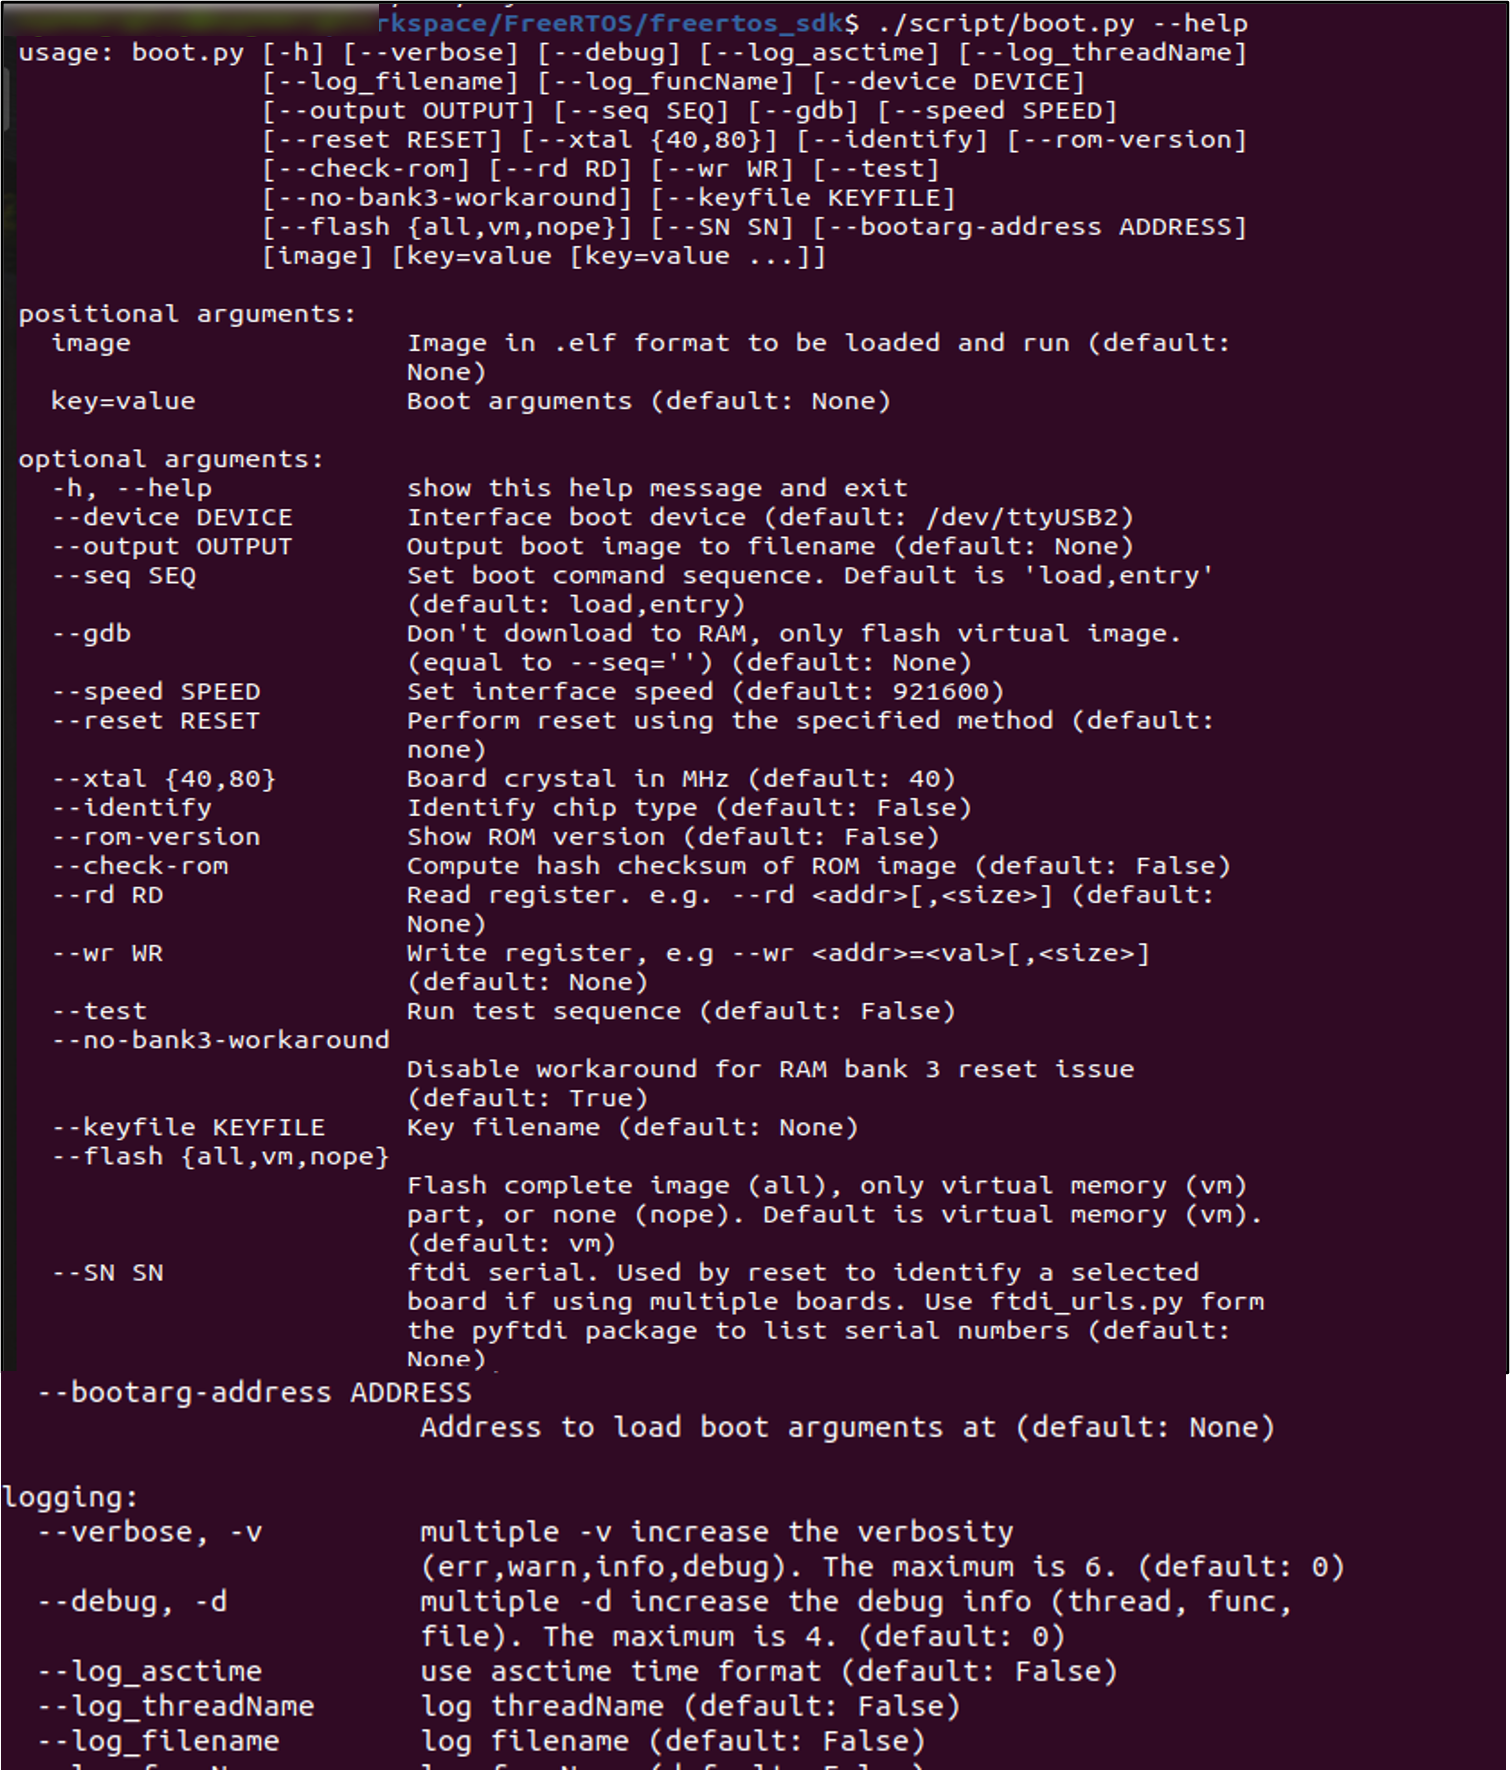 rkspace/FreeRTOS/freertos_sdk$ ./script/boot.py --help
usage: boot.py [-h] [--verbose] [--debug] [--log_asctime] [--log_threadName]
[--log_filename] [--log_funcName] [--device DEVICE]
[--output OUTPUT] [--seq SEQ] [--gdb] [--speed SPEED]
[--reset RESET] [--xtal {40,80}] [--identify] [--rom-version]
[--check-rom] [--rd RD] [--wr WR] [--test]
[--no-bank3-workaround] [--keyfile KEYFILE]
[--flash {all,vm,nope}] [--SN SN] [--bootarg-address ADDRESS]
[image] [key=value [key=value ...]]
positional arguments:
image Image in .elf format to be loaded and run (default:
None)
key=value Boot arguments (default: None)
optional arguments:
-h, --help show this help message and exit
--device DEVICE Interface boot device (default: /dev/ttyUSB2)
--output OUTPUT Output boot image to filename (default: None)
--seq SEQ Set boot command sequence. Default is 'load,entry'
(default: load,entry)
--gdb Don't download to RAM, only flash virtual image.
(equal to --seq='') (default: None)
--speed SPEED Set interface speed (default: 921600)
--reset RESET Perform reset using the specified method (default:
none)
--xtal {40,80} Board crystal in MHz (default: 40)
--identify Identify chip type (default: False)
--rom-version Show ROM version (default: False)
--check-rom Compute hash checksum of ROM image (default: False)
--rd RD Read register. e.g. --rd <addr>[,<size>] (default:
None)
--wr WR Write register, e.g --wr <addr>=<val>[,<size>]
(default: None)
--test Run test sequence (default: False)
--no-bank3-workaround
Disable workaround for RAM bank 3 reset issue
(default: True)
--keyfile KEYFILE Key filename (default: None)
--flash {all,vm,nope}
Flash complete image (all), only virtual memory (vm)
part, or none (nope). Default is virtual memory (vm).
(default: vm)
--SN SN ftdi serial. Used by reset to identify a selected
board if using multiple boards. Use ftdi_urls.py form
the pyftdi package to list serial numbers (default:
None)
--bootarg-address ADDRESS
Address to load boot arguments at (default: None)
logging:
--verbose, -v multiple -v increase the verbosity
(err,warn,info,debug). The maximum is 6. (default: 0)
--debug, -d multiple -d increase the debug info (thread, func,
file). The maximum is 4. (default: 0)
--log_asctime use asctime time format (default: False)
--log_threadName log threadName (default: False)
--log_filename log filename (default: False)